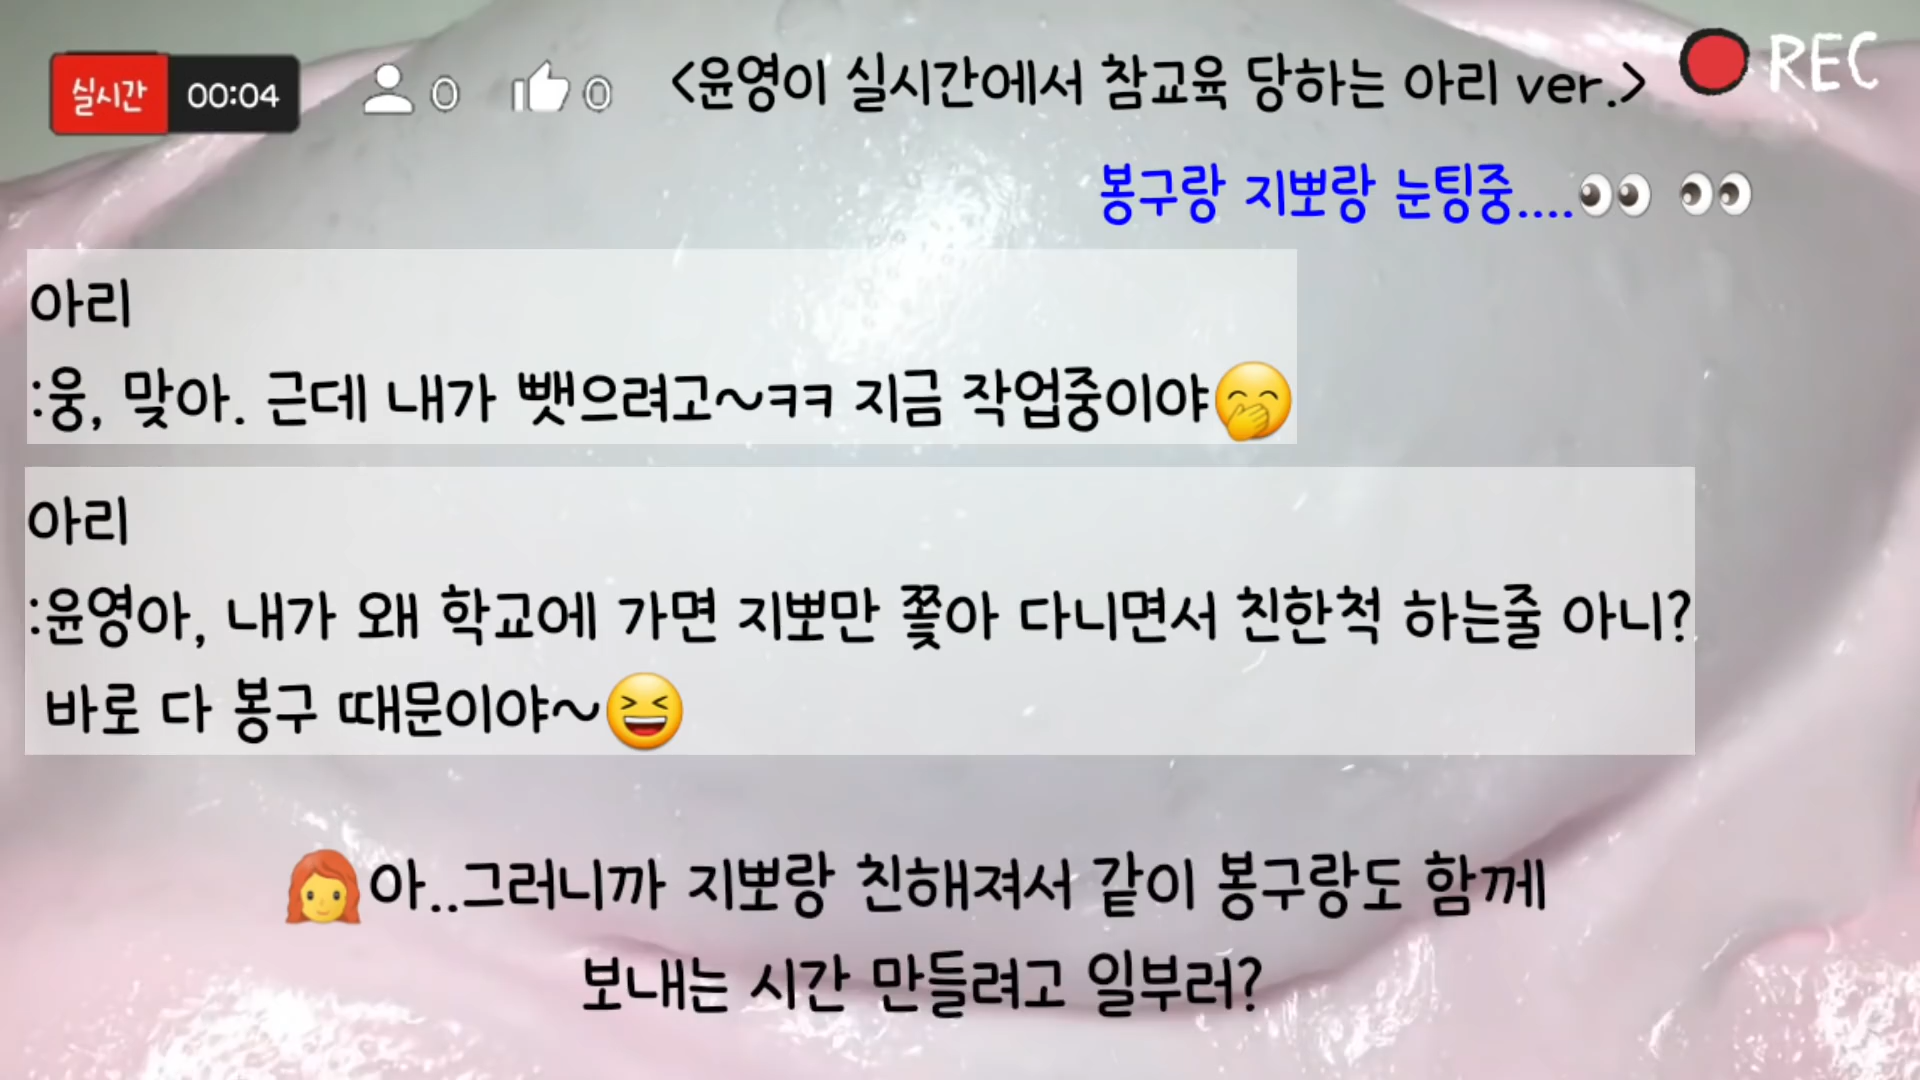 실시간 00:04 0 0 <윤영이 실시간에서 참교육 당하는 아리 ver.> REC
봉구랑 지뽀랑 눈팅중....👀 👀
아리
:웅, 맞아. 근데 내가 뺏으려고~ㅋㅋ 지금 작업중이야🤭
아리
:윤영아, 내가 왜 학교에 가면 지뽀만 쫓아 다니면서 친한척 하는줄 아니?
바로 다 봉구 때문이야~😆
👩‍🦰아..그러니까 지뽀랑 친해져서 같이 봉구랑도 함께
보내는 시간 만들려고 일부러?